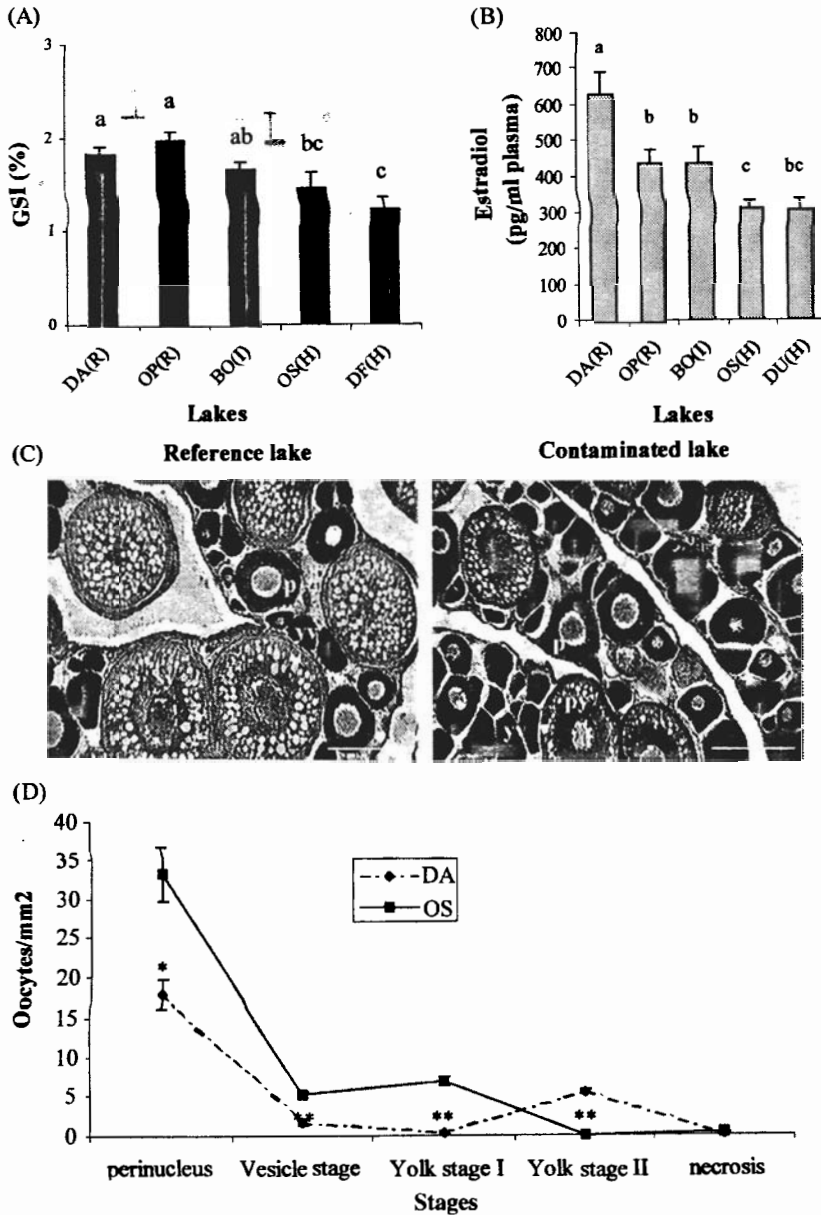 (A)
3
2
1
0
GSI (%)
a
a
ab
bc
c
DA(R)
OP(R)
BO(I)
OS(H)
DF(H)
Lakes
(B)
800
700
600
500
400
300
200
100
0
Estradiol
(pg/ml plasma
a
b
b
c
bc
DA(R)
OP(R)
BO(I)
OS(H)
DU(H)
Lakes
(C)
Reference lake
Contaminated lake
p
p
py
(D)
40
35
30
25
20
15
10
5
0
Oocytes/mm2
DA
OS
*
**
**
**
perinucleus
Vesicle stage
Yolk stage I
Yolk stage II
necrosis
Stages